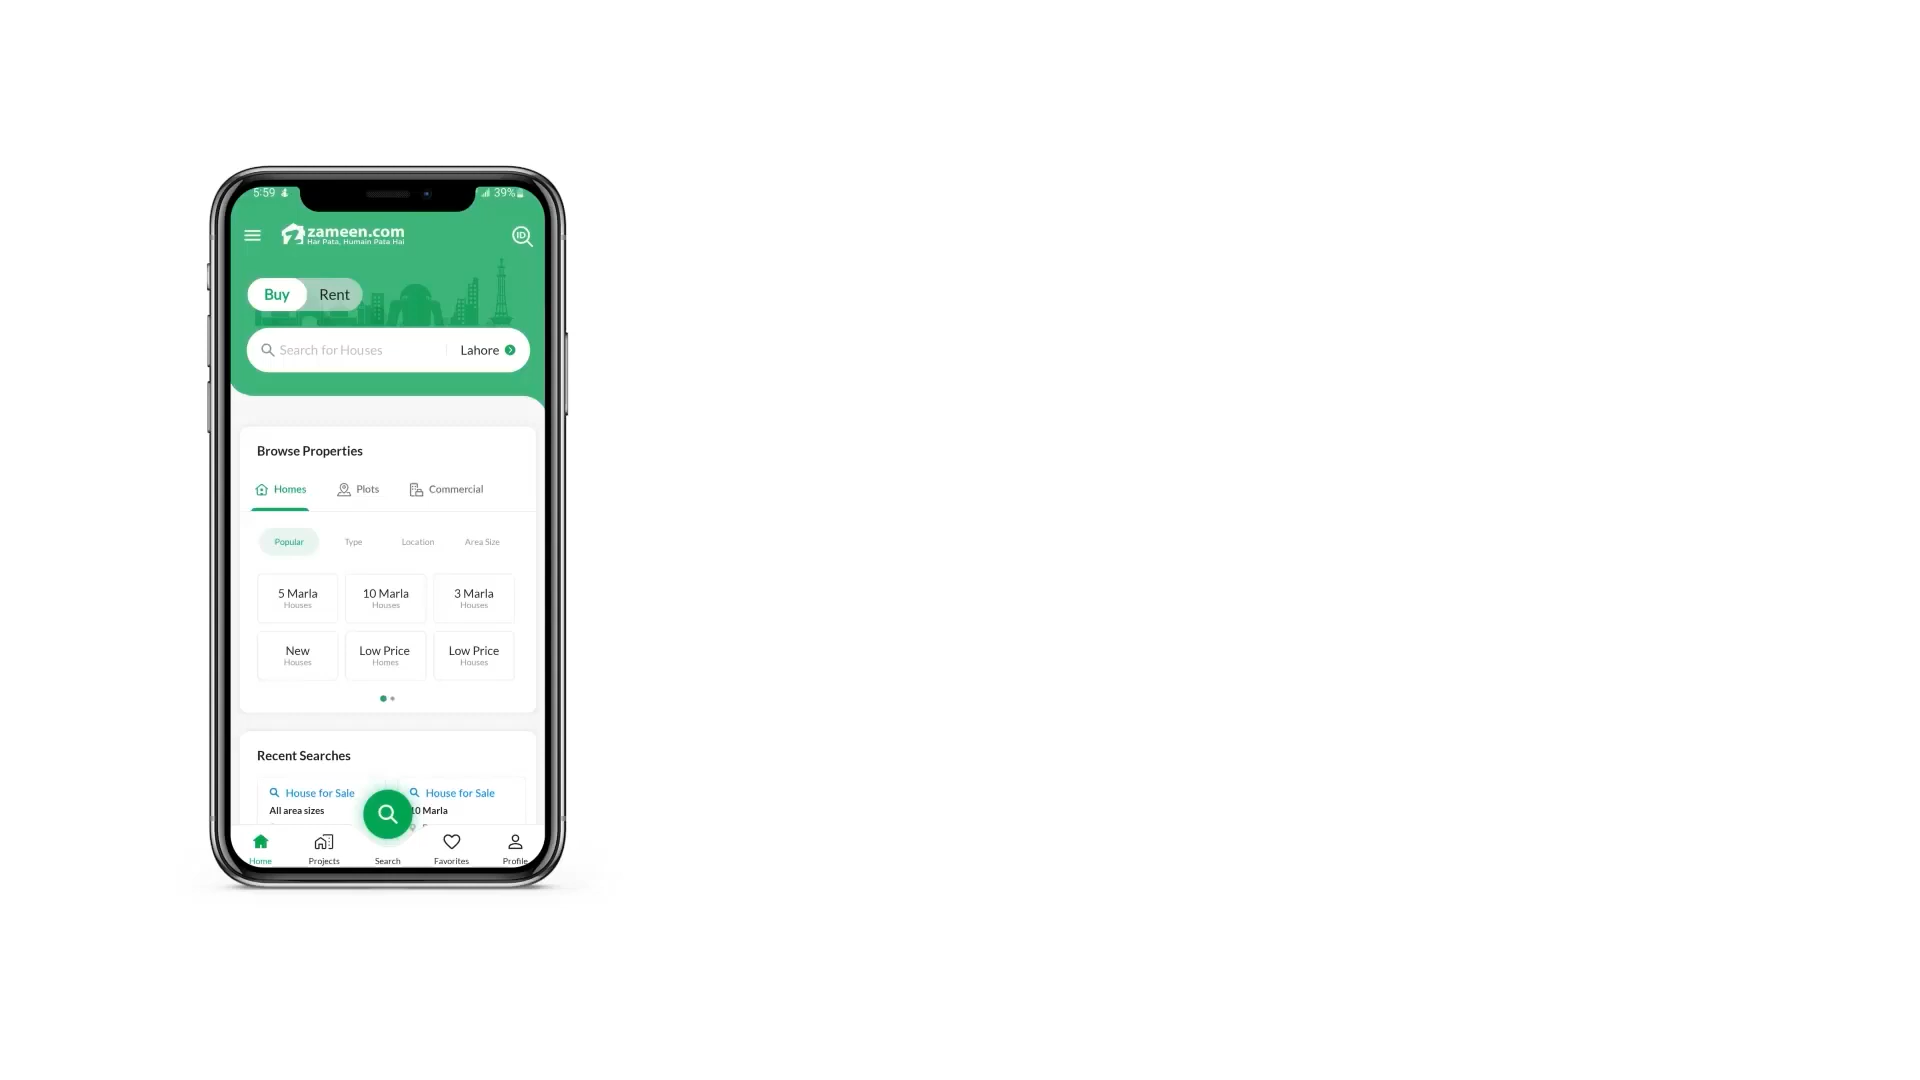 5:59
39%
zameen.com
Har Pata, Humain Pata Hai
ID
Buy Rent
Search for Houses Lahore
Browse Properties
Homes Plots Commercial
Popular Type Location Area Size
5 Marla 10 Marla 3 Marla
Houses Houses Houses
New Low Price Low Price
Houses Homes Houses
Recent Searches
House for Sale House for Sale
All area sizes 10 Marla
Home Projects Search Favorites Profile